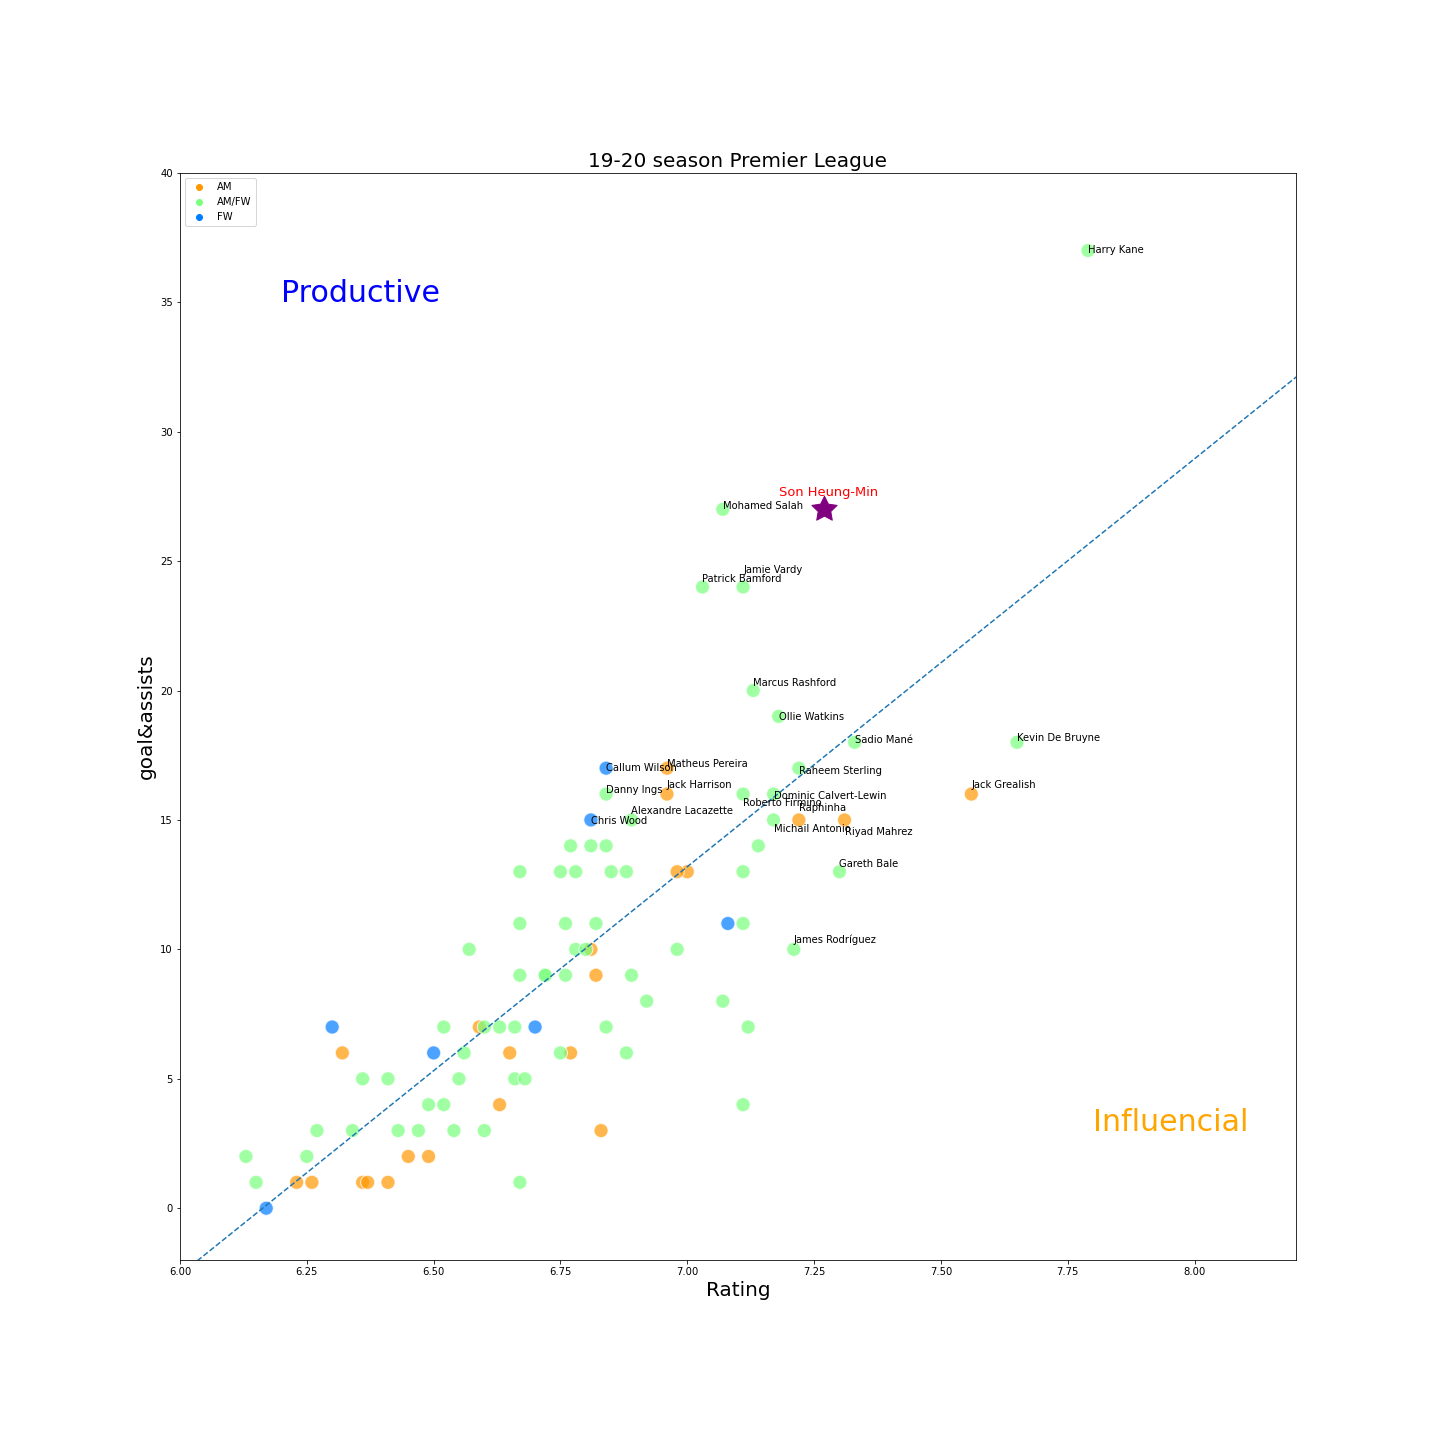 19-20 season Premier League
40
35
30
25
20
15
10
5
0
goal&assists
AM
AM/FW
FW
Productive
Harry Kane
Son Heung-Min
Mohamed Salah
Jamie Vardy
Patrick Bamford
Marcus Rashford
Ollie Watkins
Sadio Mané
Kevin De Bruyne
Matheus Pereira
Callum Wilson
Raheem Sterling
Jack Harrison
Jack Grealish
Danny Ings
Dominic Calvert-Lewin
Roberto Firmino
Raphinha
Alexandre Lacazette
Chris Wood
Michail Antonio
Riyad Mahrez
Gareth Bale
James Rodríguez
Influencial
6.00 6.25 6.50 6.75 7.00 7.25 7.50 7.75 8.00
Rating